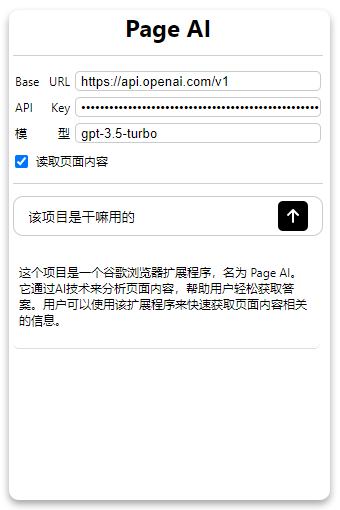 Page AI
Base URL https://api.openai.com/v1
API Key ••••••••••••••••••••••••••••••••••••••••••••••••••••
模 型 gpt-3.5-turbo
读取页面内容
该项目是干嘛用的
这个项目是一个谷歌浏览器扩展程序，名为 Page AI。
它通过AI技术来分析页面内容，帮助用户轻松获取答
案。用户可以使用该扩展程序来快速获取页面内容相关
的信息。